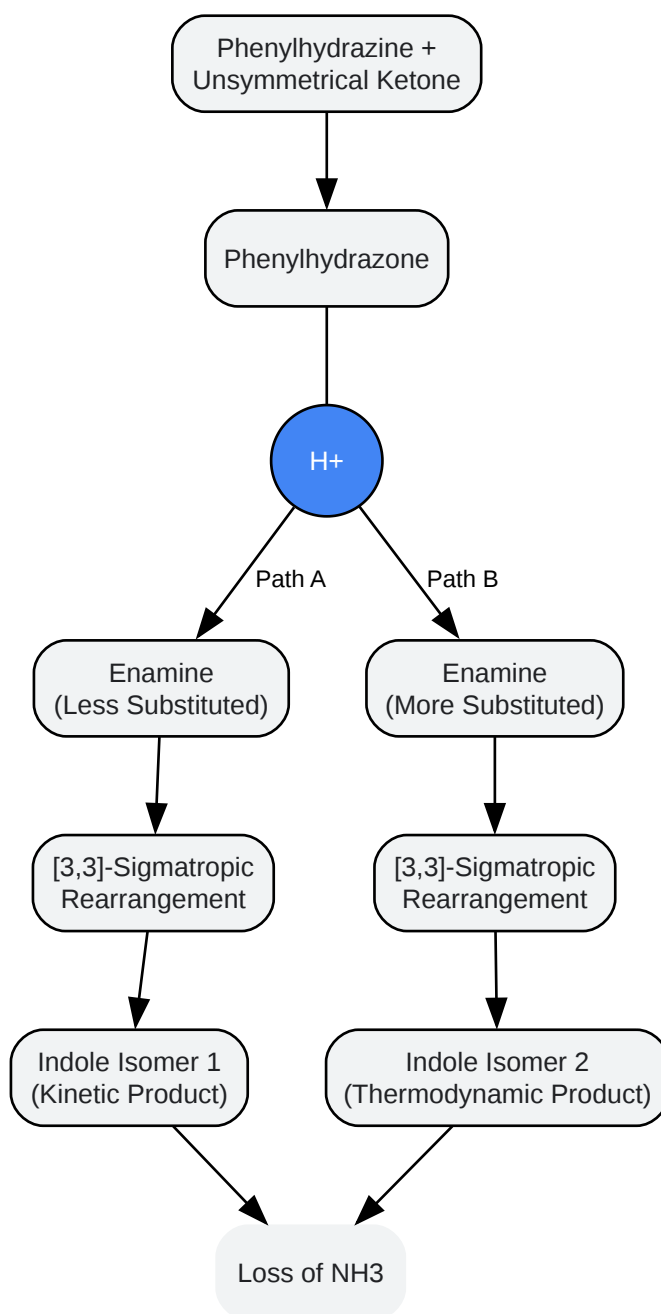 Phenylhydrazine +
Unsymmetrical Ketone
Phenylhydrazone
H+
Path A
Path B
Enamine
(Less Substituted)
Enamine
(More Substituted)
[3,3]-Sigmatropic
Rearrangement
[3,3]-Sigmatropic
Rearrangement
Indole Isomer 1
(Kinetic Product)
Indole Isomer 2
(Thermodynamic Product)
Loss of NH3